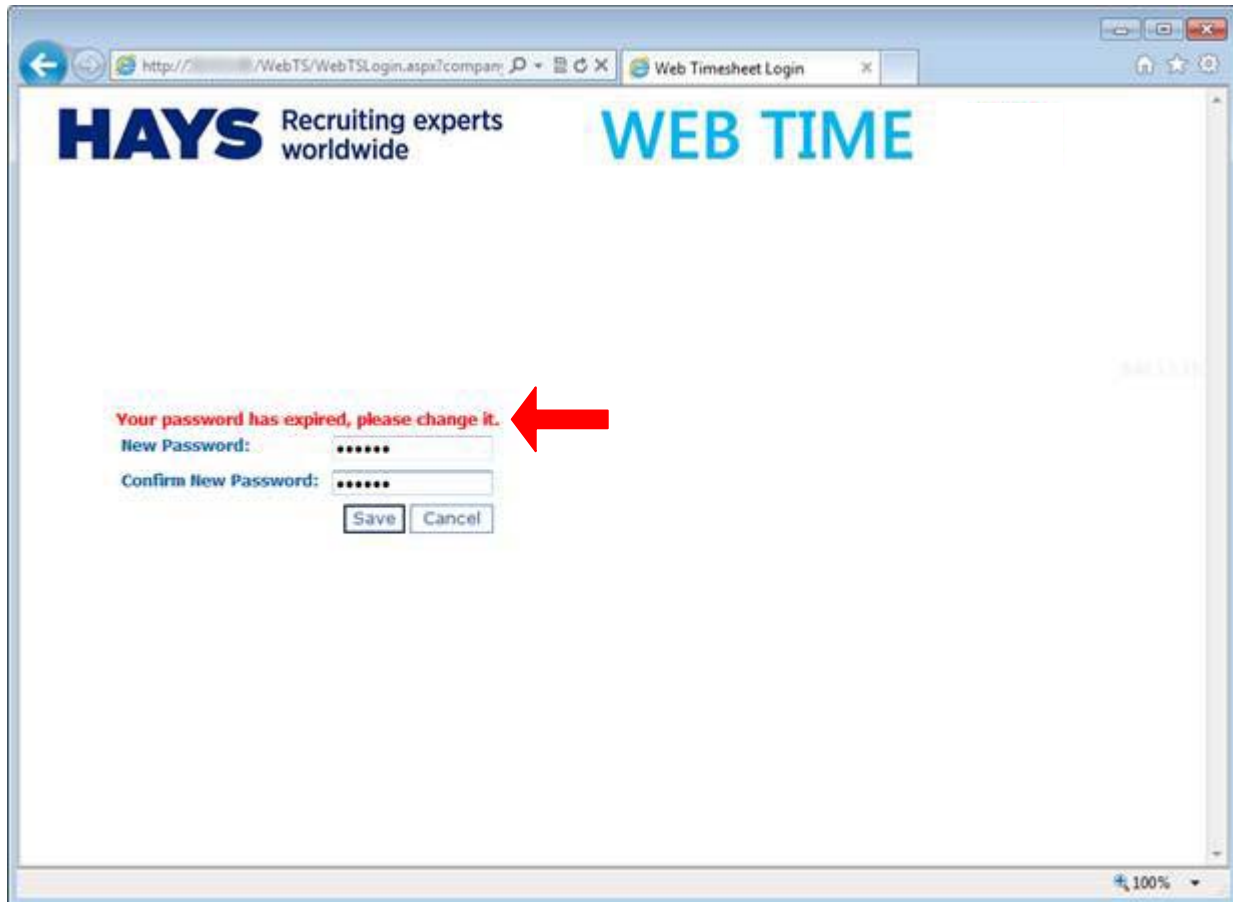 http:// /WebTS/WebTSLogin.aspx?compan
Web Timesheet Login
HAYS Recruiting experts
worldwide
WEB TIME
Your password has expired, please change it.
New Password: ••••••
Confirm New Password: ••••••
Save Cancel
100%